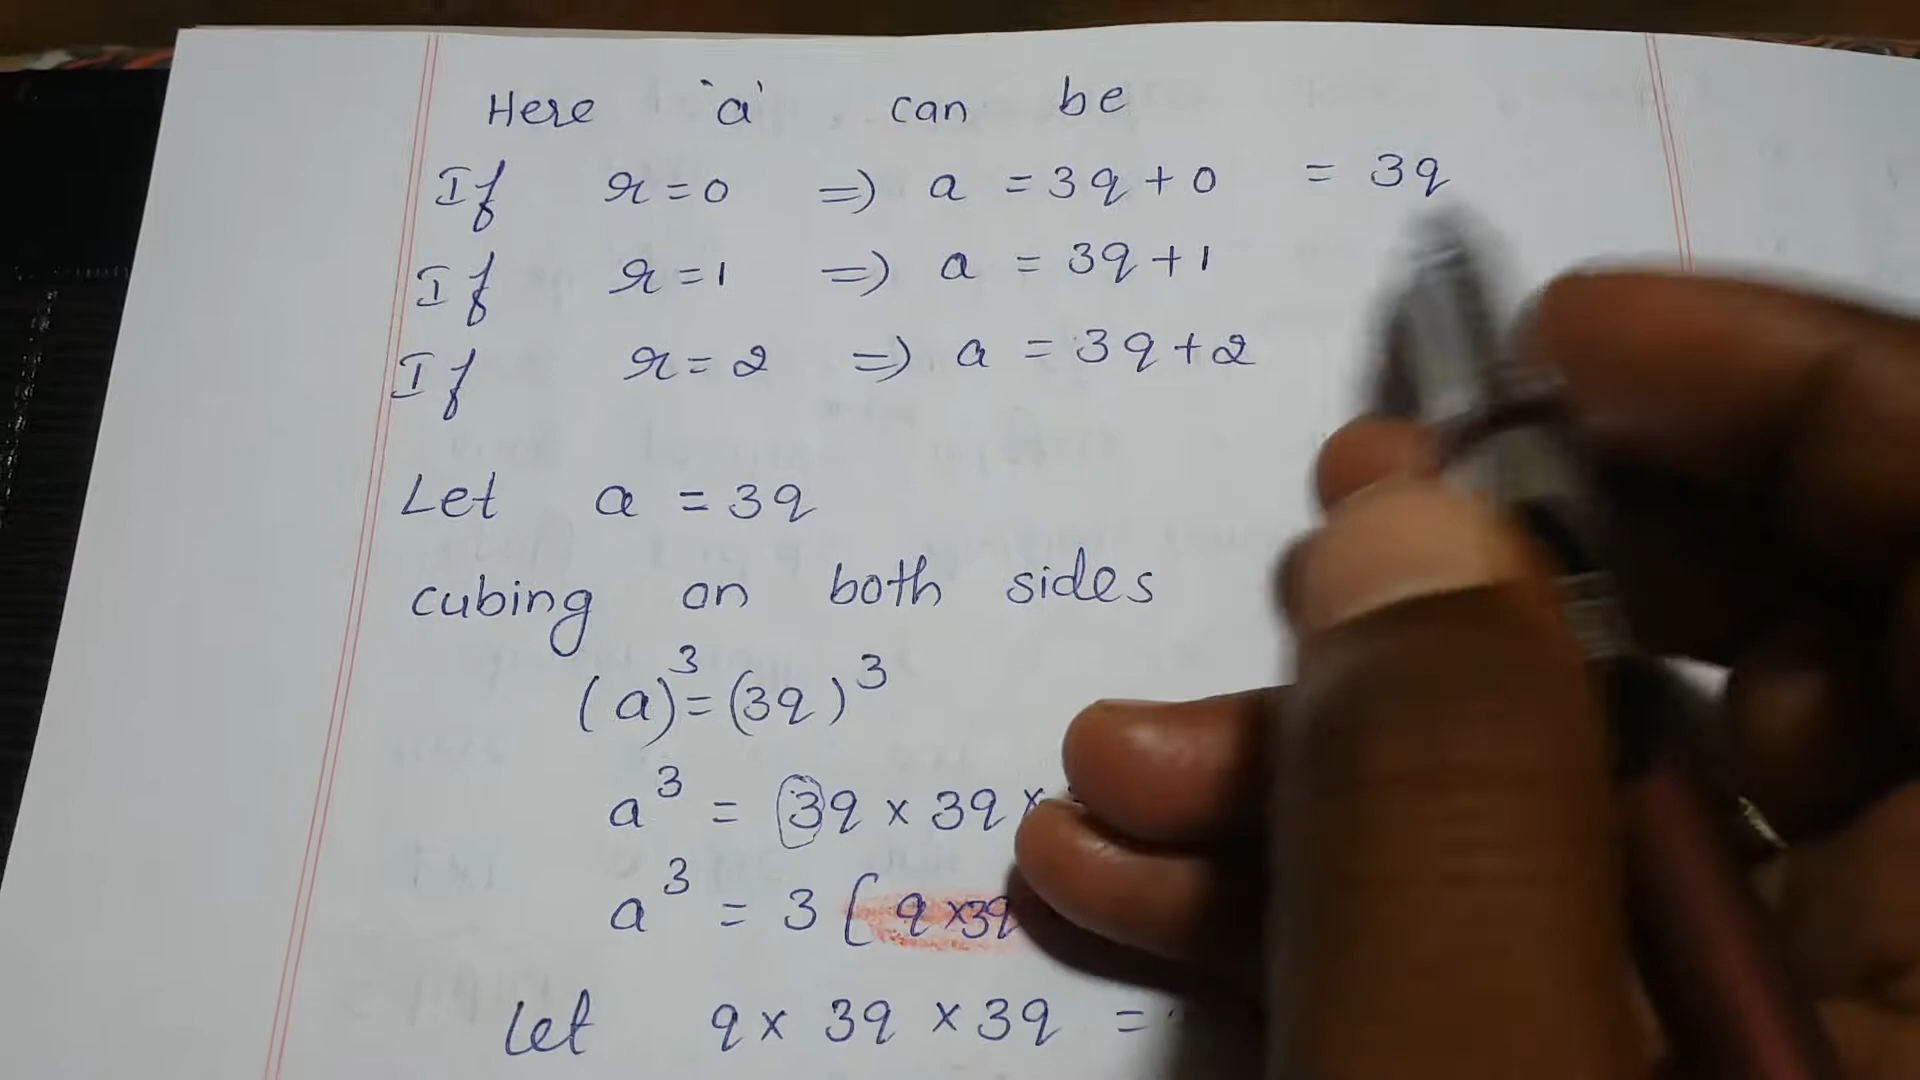 Here 'a' can be
If r=0 => a = 3q+0 = 3q
If r=1 => a = 3q+1
If r=2 => a = 3q+2
Let a = 3q
cubing on both sides
(a)³=(3q)³
a³ = 3q × 3q ×
a³ = 3[q×3q
Let q× 3q × 3q =